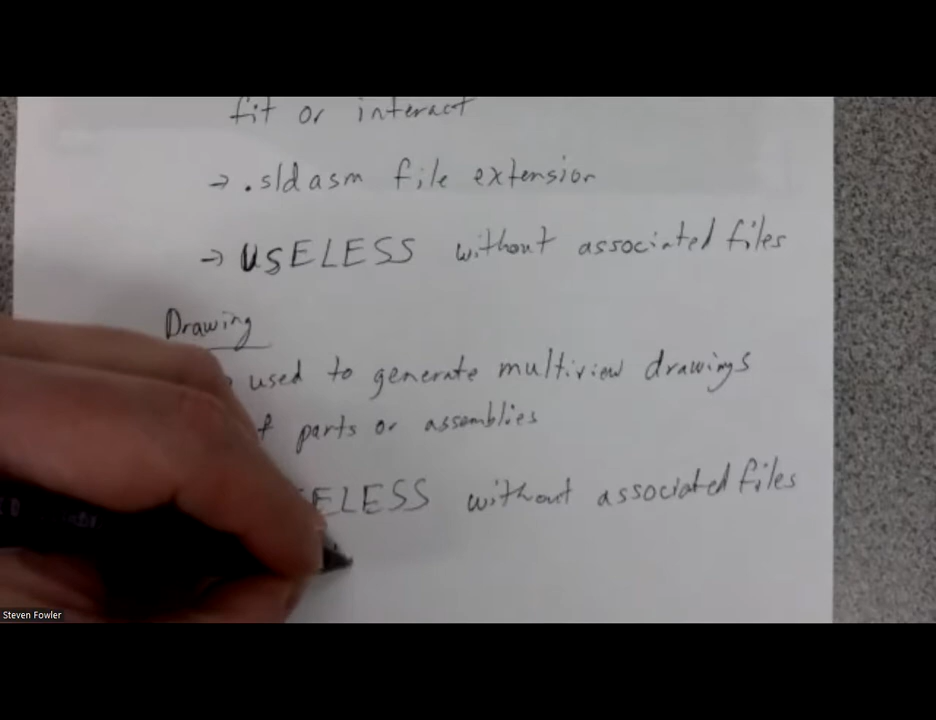 fit or interact
→ .sldasm file extension
→ USELESS without associated files
Drawing
used to generate multiview drawings
parts or assemblies
SELESS without associated files
Steven Fowler